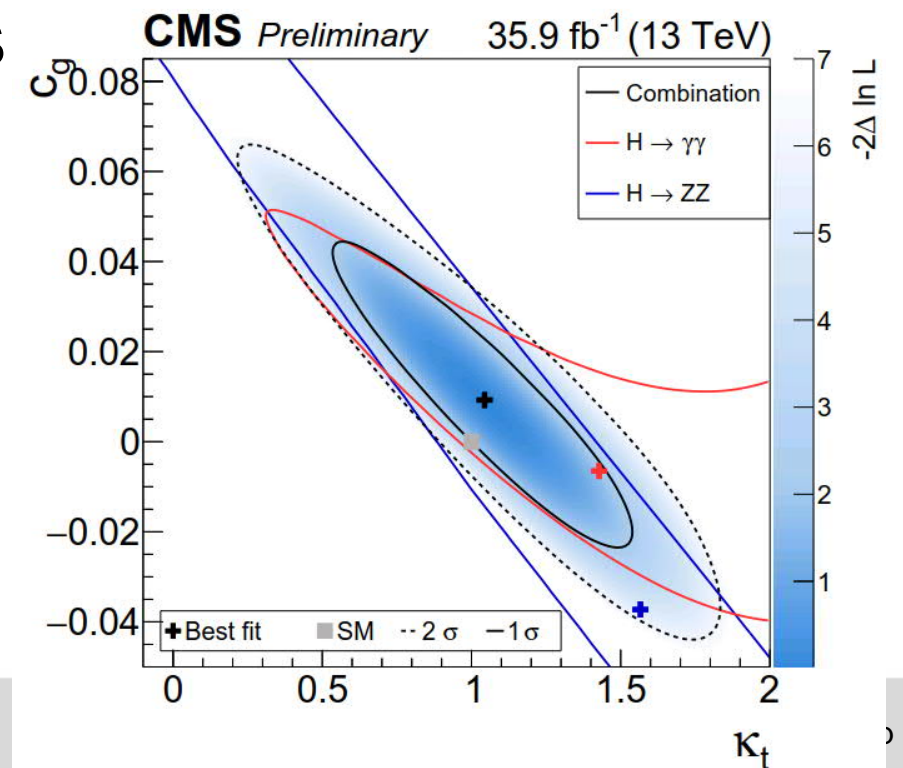 s
CMS Preliminary 35.9 fb⁻¹ (13 TeV)
c_g
0.08
0.06
0.04
0.02
0
−0.02
−0.04
Combination
H → γγ
H → ZZ
Best fit SM 2 σ 1 σ
0 0.5 1 1.5 2
κ_t
7
6
5
4
3
2
1
-2Δ ln L